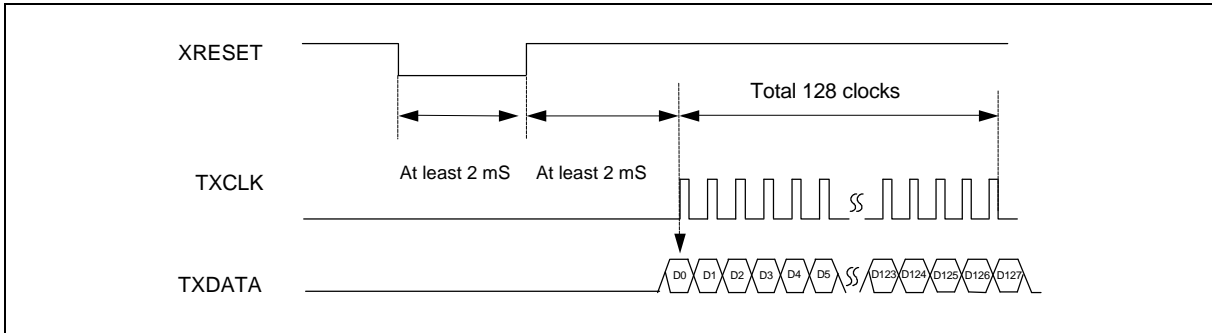 XRESET
Total 128 clocks
At least 2 mS At least 2 mS
TXCLK
TXDATA D0 D1 D2 D3 D4 D5 D123 D124 D125 D126 D127